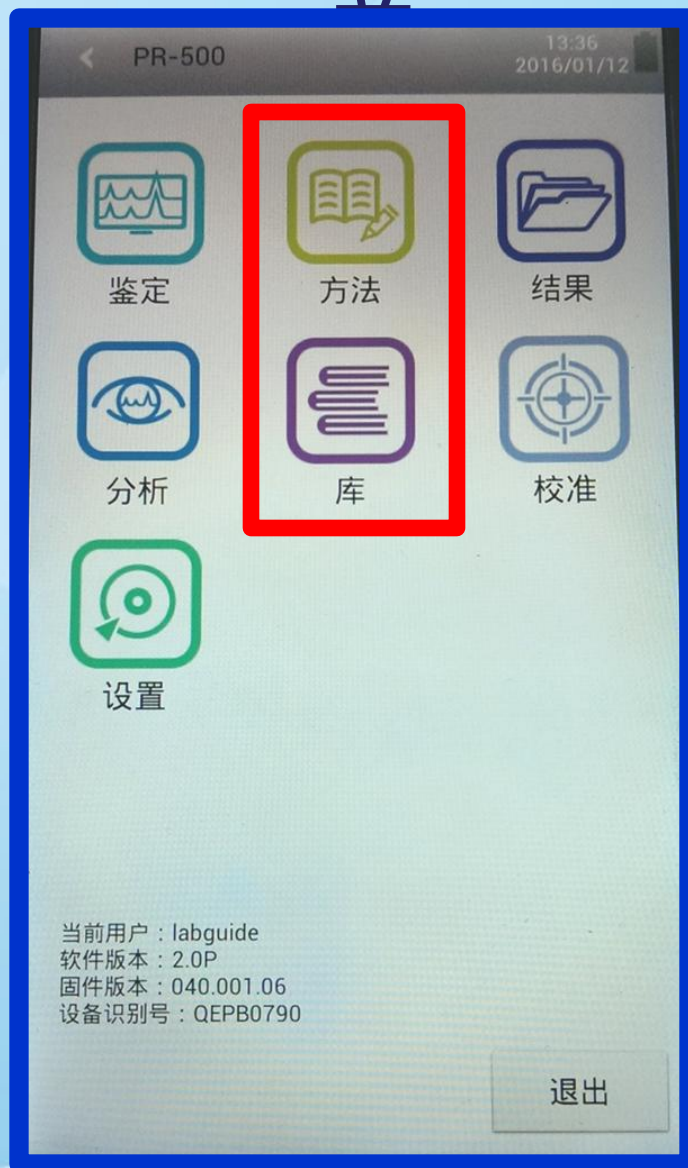 PR-500
13:36
2016/01/12
鉴定
方法
结果
分析
库
校准
设置
当前用户：labguide
软件版本：2.0P
固件版本：040.001.06
设备识别号：QEPB0790
退出